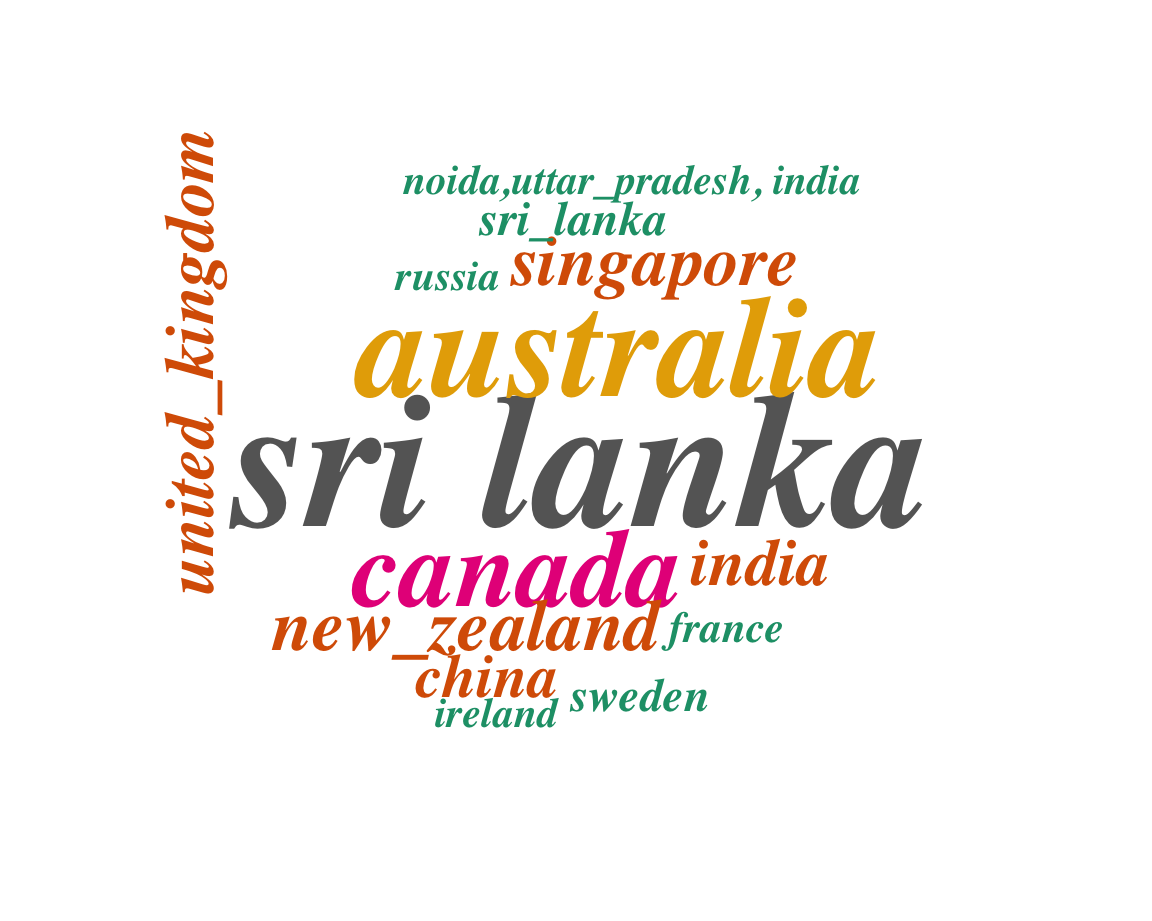 united_kingdom
noida,uttar_pradesh, india
sri_lanka
russia singapore
australia
sri lanka
canada india
new_zealand france
china sweden
ireland